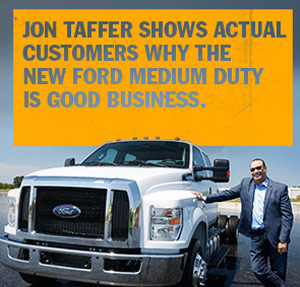 JON TAFFER SHOWS ACTUAL
CUSTOMERS WHY THE
NEW FORD MEDIUM DUTY
IS GOOD BUSINESS.
Ford